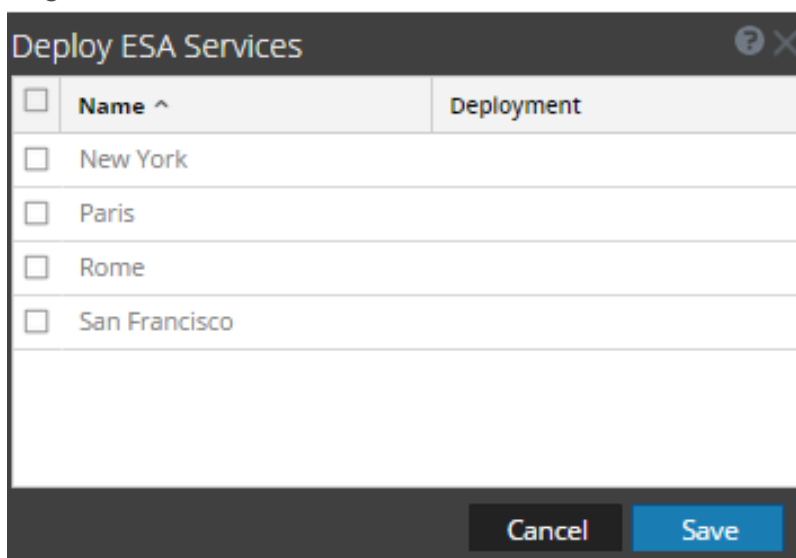 Deploy ESA Services
Name ^ Deployment
New York
Paris
Rome
San Francisco
Cancel Save